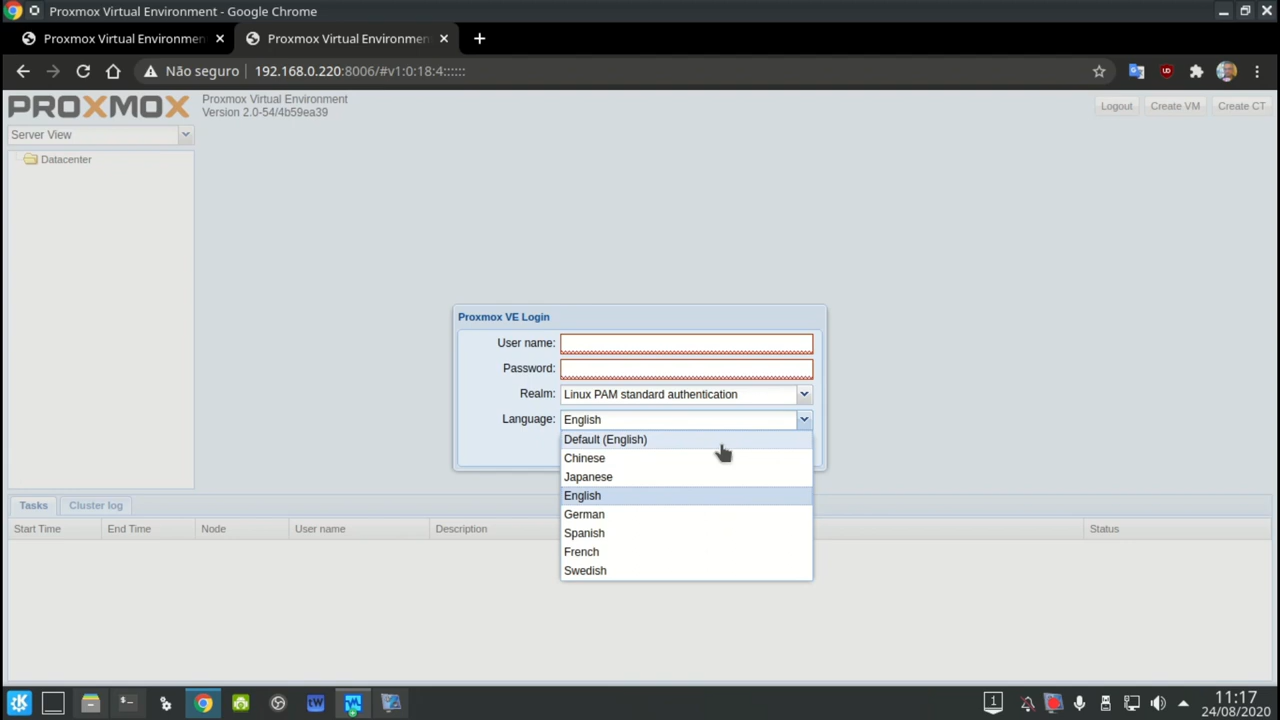 Proxmox Virtual Environment - Google Chrome
Proxmox Virtual Environmen
Proxmox Virtual Environmen
Não seguro
192.168.0.220:8006/#v1:0:18:4::::::
PROXMOX
Proxmox Virtual Environment
Version 2.0-54/4b59ea39
Logout
Create VM
Create CT
Server View
Datacenter
Proxmox VE Login
User name:
Password:
Realm: Linux PAM standard authentication
Language: English
Default (English)
Chinese
Japanese
English
German
Spanish
French
Swedish
Tasks
Cluster log
Start Time
End Time
Node
User name
Description
Status
1
11:17
24/08/2020